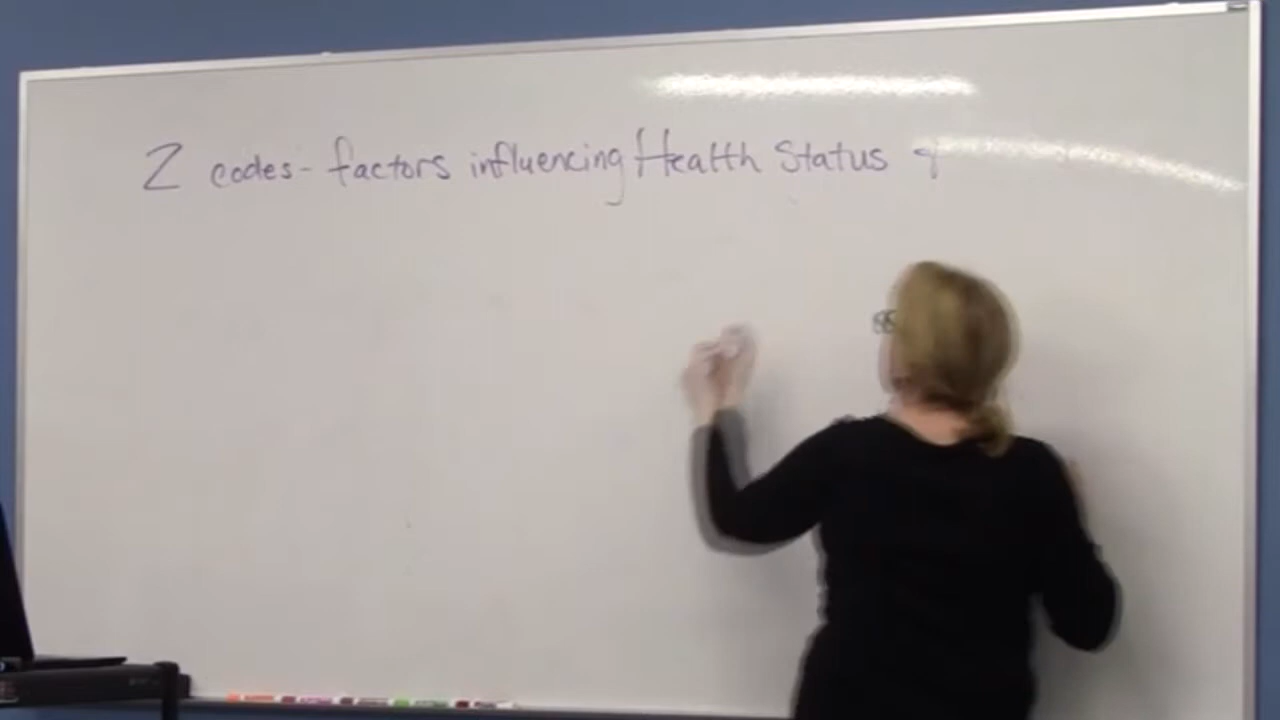 Z codes - factors influencing Health Status &